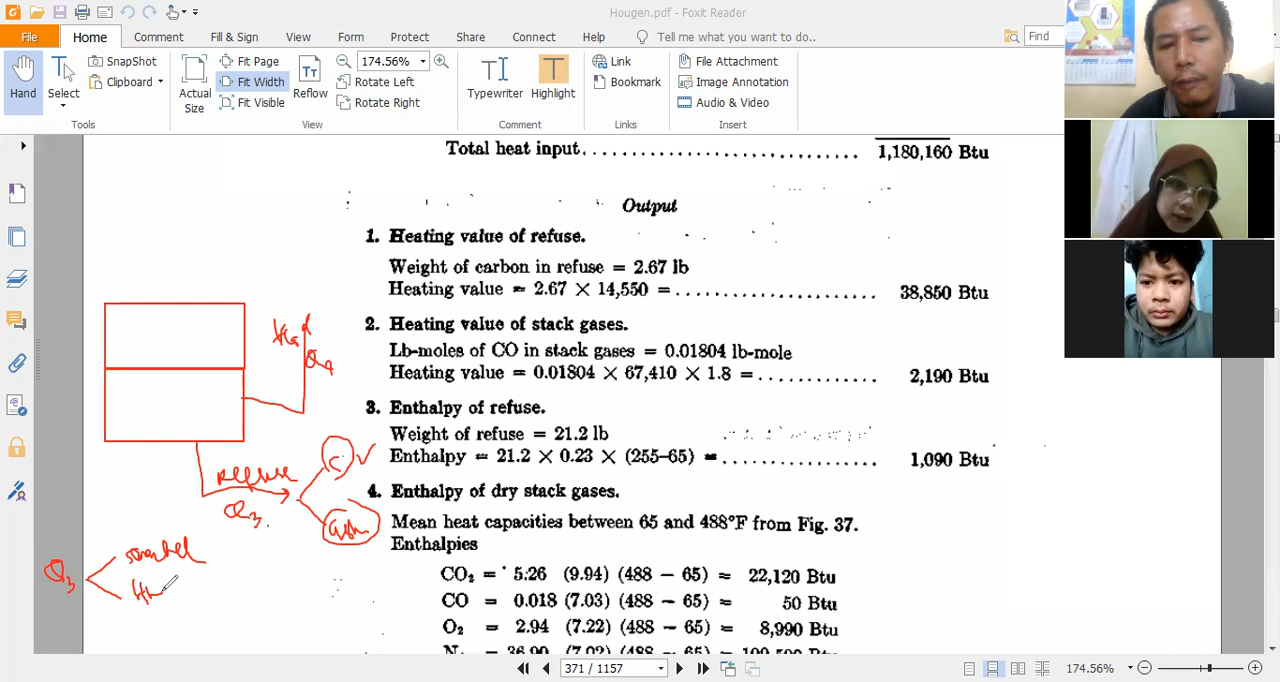 Hougen.pdf - Foxit Reader
File Home Comment Fill & Sign View Form Protect Share Connect Help Tell me what you want to do.. Find
Hand
Select
SnapShot
Clipboard
Tools
Actual Size
Fit Page
Fit Width
Fit Visible
Reflow
174.56%
Rotate Left
Rotate Right
View
Typewriter
Highlight
Comment
Link
Bookmark
Links
File Attachment
Image Annotation
Audio & Video
Insert
Total heat input. . . . . . . . . . . . . . . . . . . . . . . . . . . . . 1,180,160 Btu
Output
1. Heating value of refuse.
Weight of carbon in refuse = 2.67 lb
Heating value = 2.67 × 14,550 = . . . . . . . . . . . . . . . . . . . . . 38,850 Btu
2. Heating value of stack gases.
Lb-moles of CO in stack gases = 0.01804 lb-mole
Heating value = 0.01804 × 67,410 × 1.8 = . . . . . . . . . . . . 2,190 Btu
3. Enthalpy of refuse.
Weight of refuse = 21.2 lb
Enthalpy = 21.2 × 0.23 × (255–65) = . . . . . . . . . . . . . . . . . 1,090 Btu
4. Enthalpy of dry stack gases.
Mean heat capacities between 65 and 488°F from Fig. 37.
Enthalpies
CO₂ = 5.26 (9.94) (488 − 65) = 22,120 Btu
CO = 0.018 (7.03) (488 − 65) = 50 Btu
O₂ = 2.94 (7.22) (488 − 65) = 8,990 Btu
Q4
Refuse
Q3
C
ash
Q3
371 / 1157
174.56%